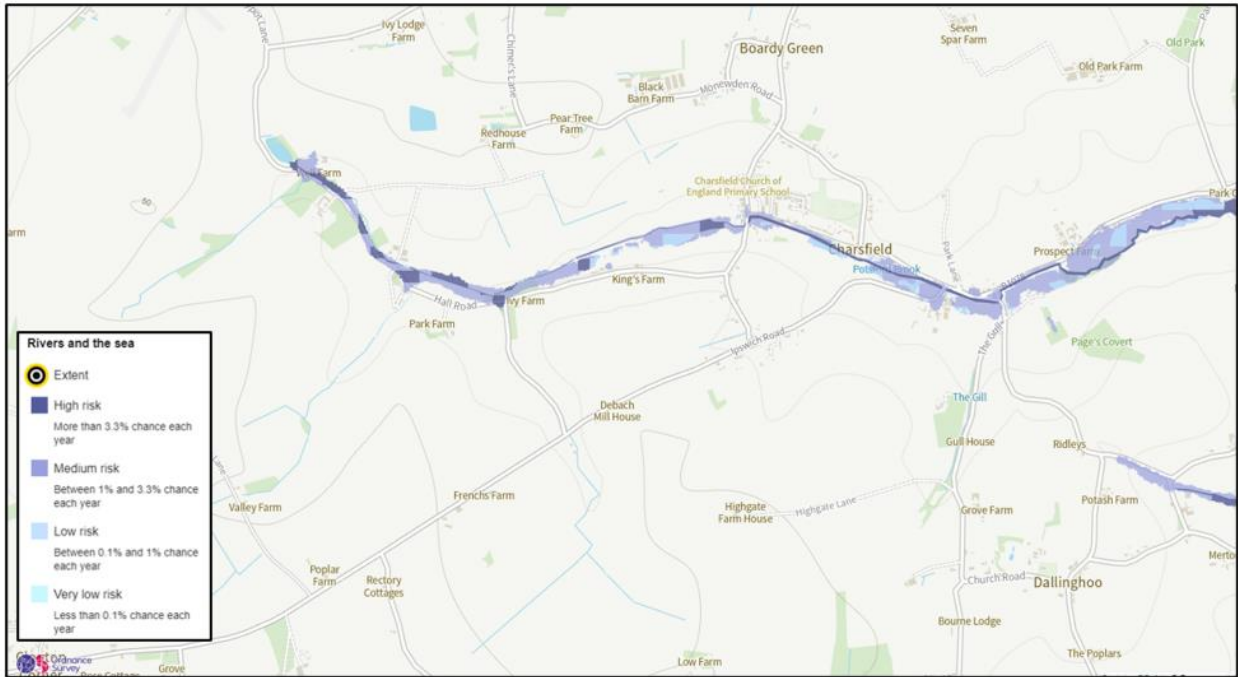 Ivy Lodge
Farm
Chimer's Lane
Boardy Green
Seven
Spar Farm
Old Park
Old Park Farm
Black
Barn Farm
Monewden Road
Pear Tree
Farm
Redhouse
Farm
Charsfield Church of
England Primary School
50
Farm
Charsfield
Park Lane
Prospect Farm
King's Farm
Ivy Farm
Hall Road
Park Farm
Ipswich Road
The Gull
Page's Covert
Debach
Mill House
The Gill
Gull House
Ridleys
Valley Farm
Frenchs Farm
Highgate
Farm House
Highgate Lane
Grove Farm
Potash Farm
Poplar
Farm
Rectory
Cottages
Church Road
Dallinghoo
Bourne Lodge
The Poplars
Low Farm
Grove
Rivers and the sea
Extent
High risk
More than 3.3% chance each
year
Medium risk
Between 1% and 3.3% chance
each year
Low risk
Between 0.1% and 1% chance
each year
Very low risk
Less than 0.1% chance each
year
Ordnance
Survey